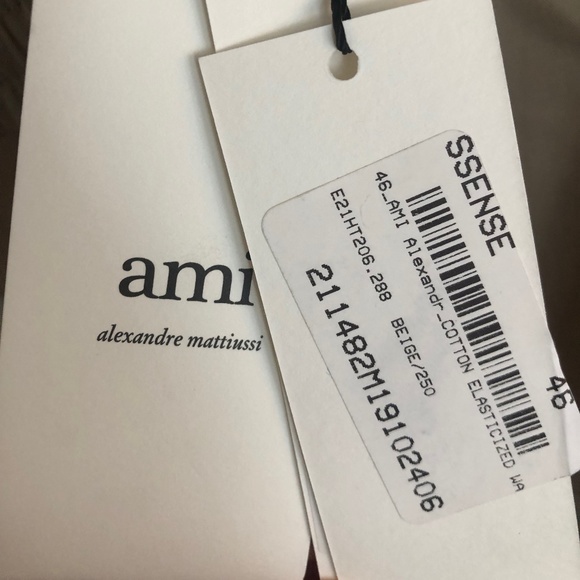 ami
alexandre mattiussi
SSENSE
46_AMI Alexandr_COTTON ELASTICIZED WA
E21HT206.288 BEIGE/250
211482M19102406
46